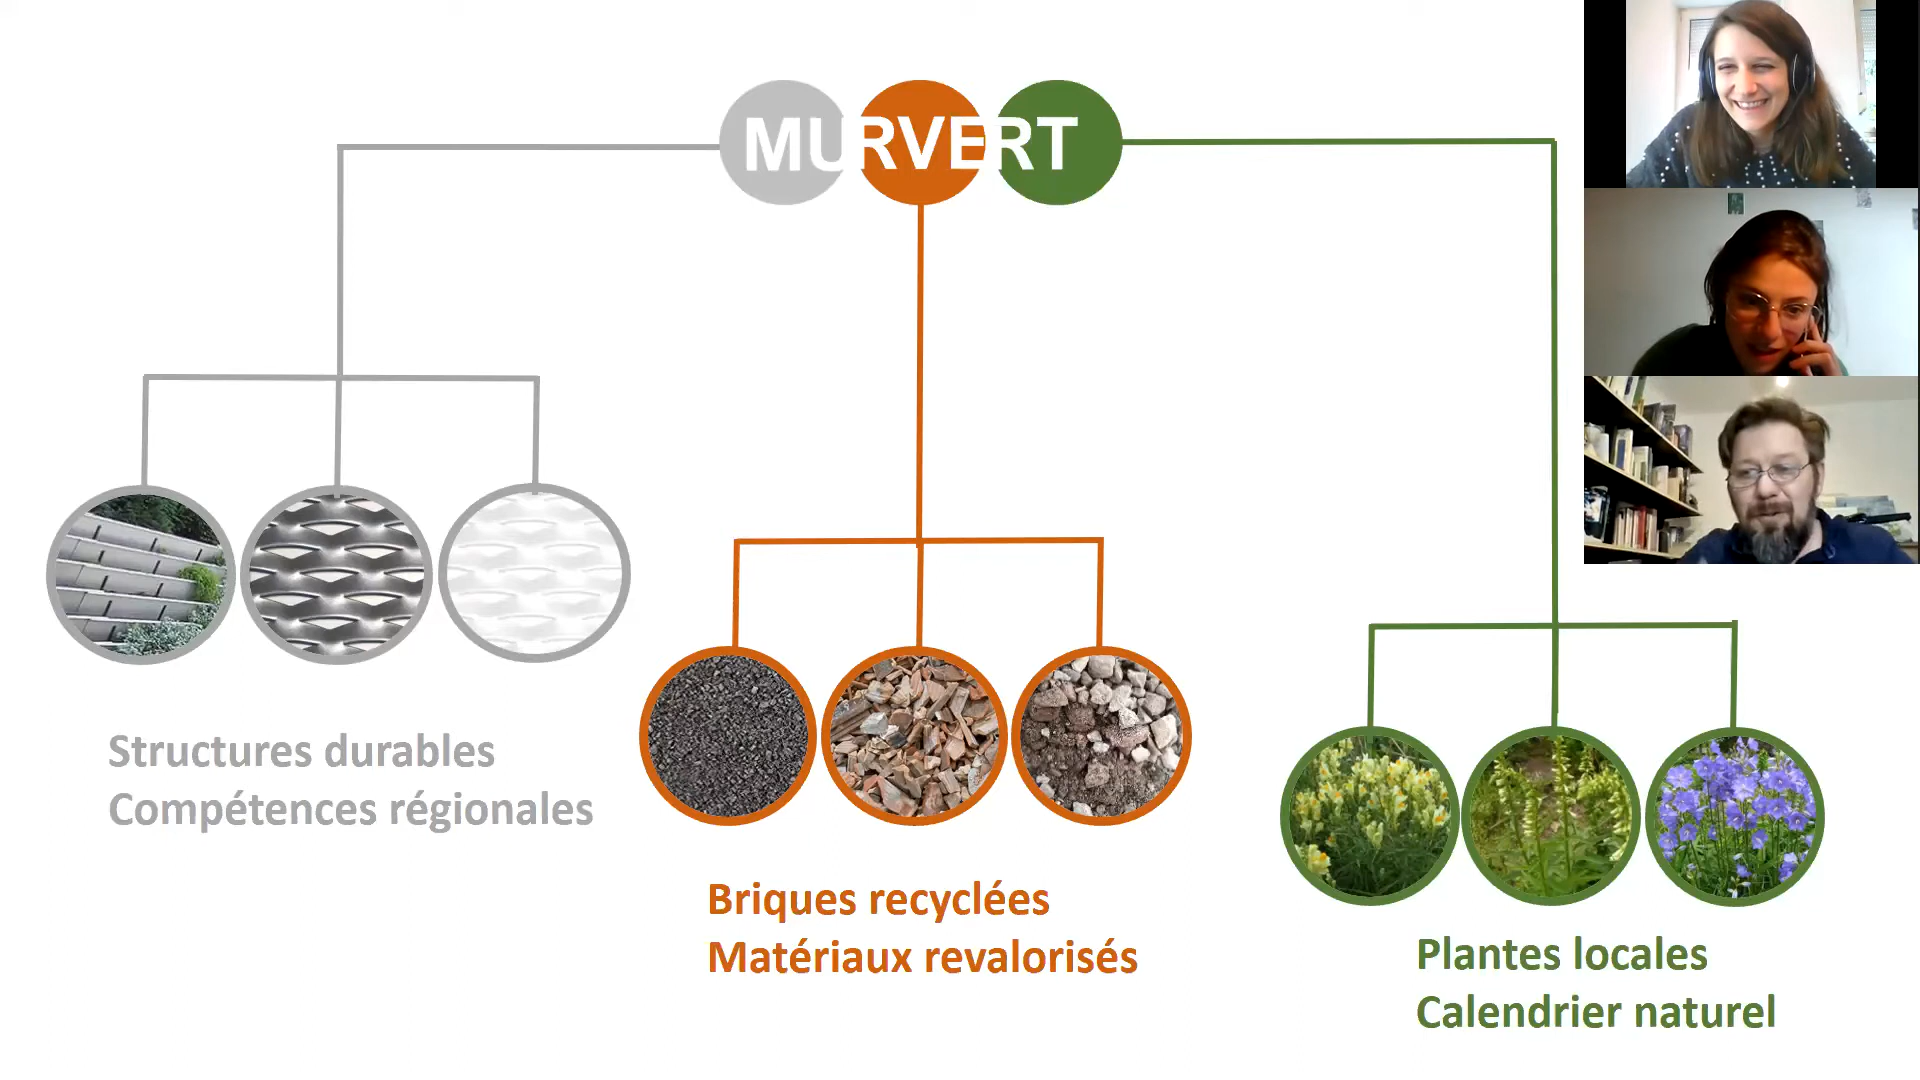 MURVERT
Structures durables
Compétences régionales
Briques recyclées
Matériaux revalorisés
Plantes locales
Calendrier naturel